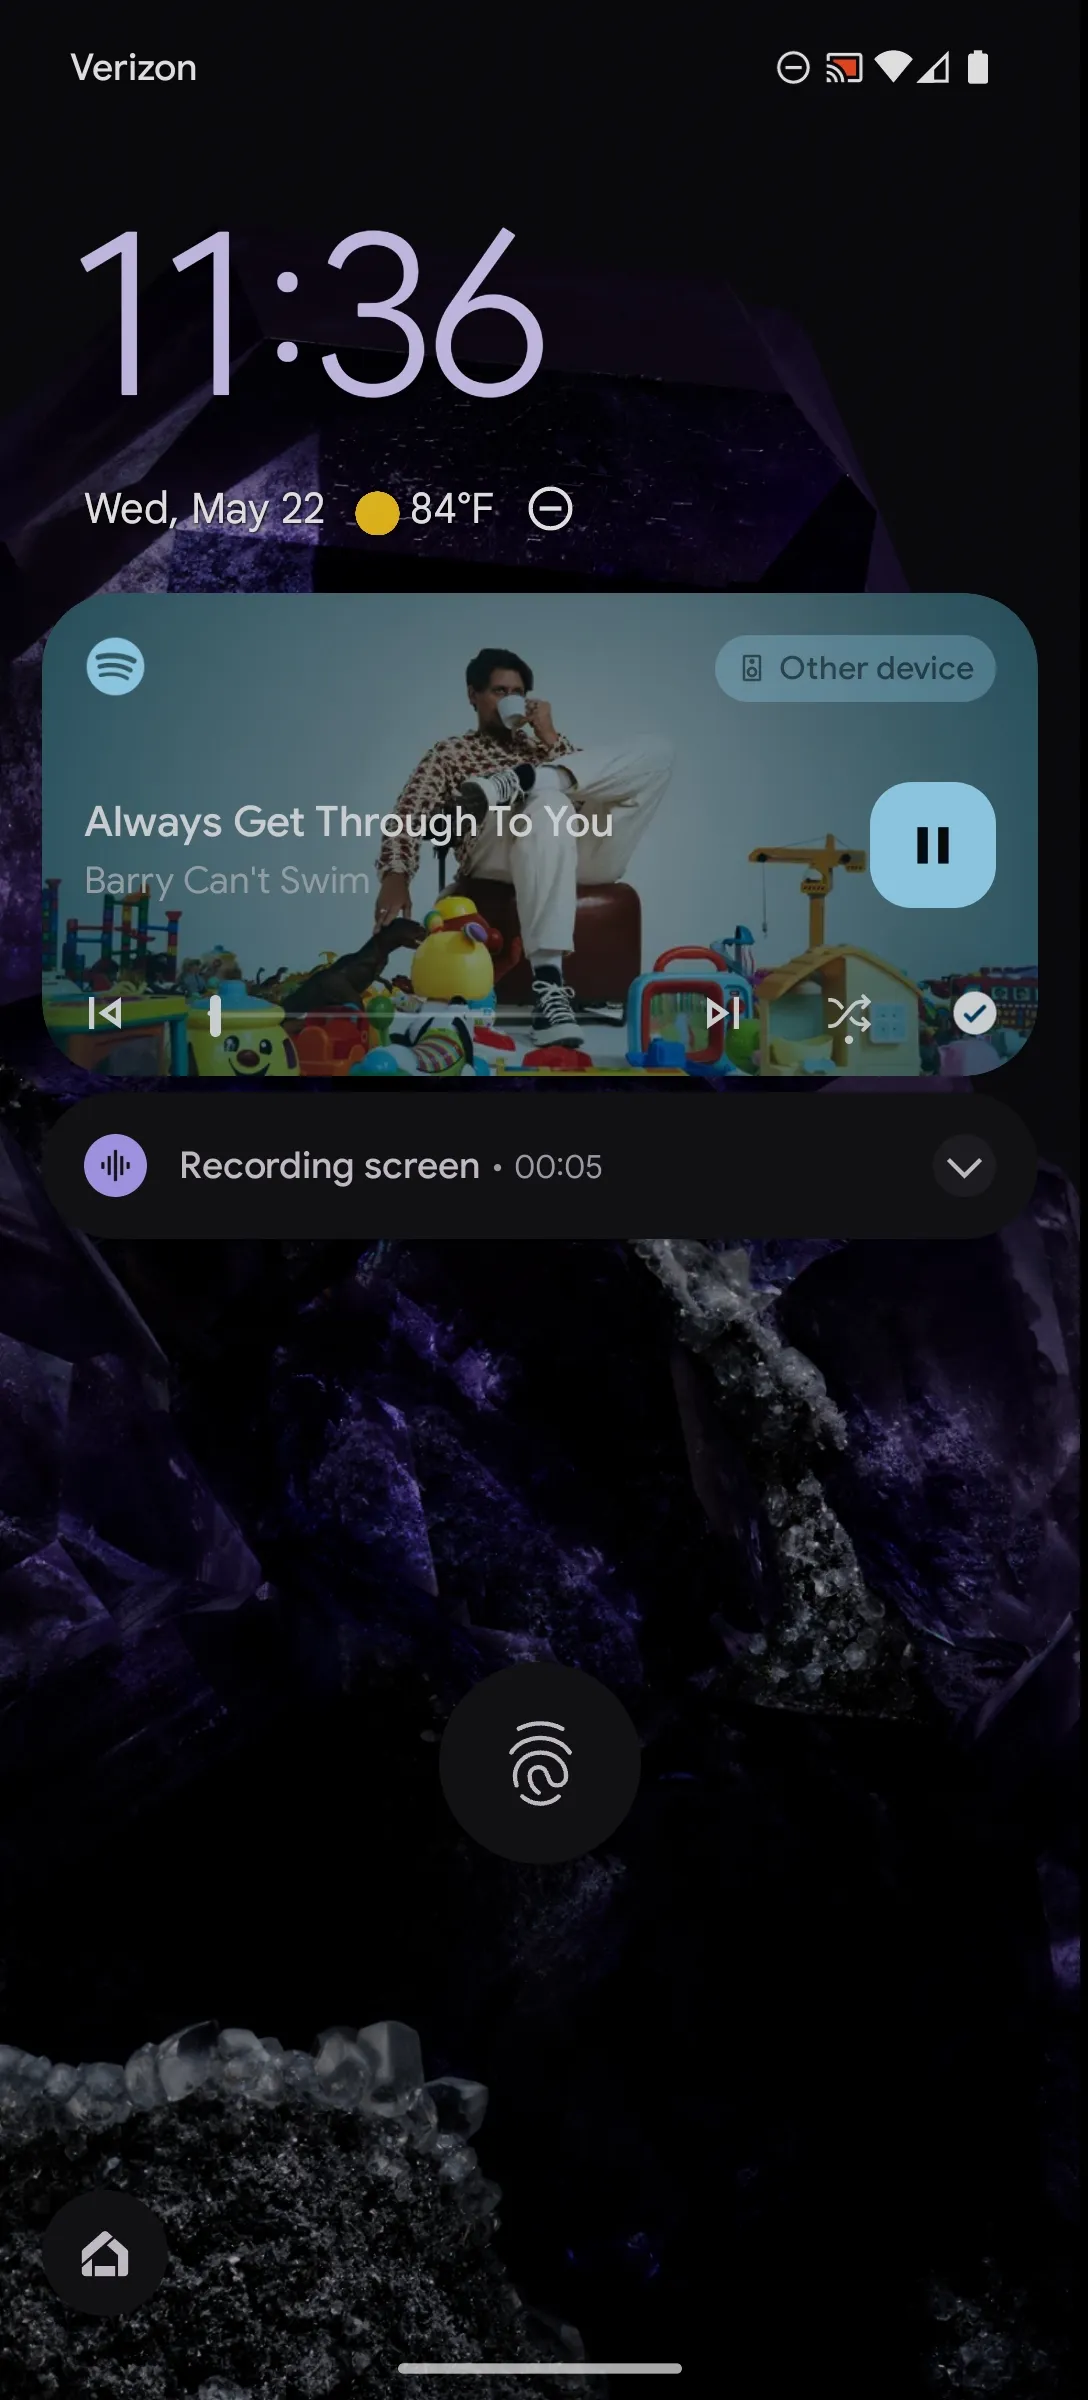 Verizon
11:36
Wed, May 22 84°F
Other device
Always Get Through To You
Barry Can't Swim
Recording screen • 00:05